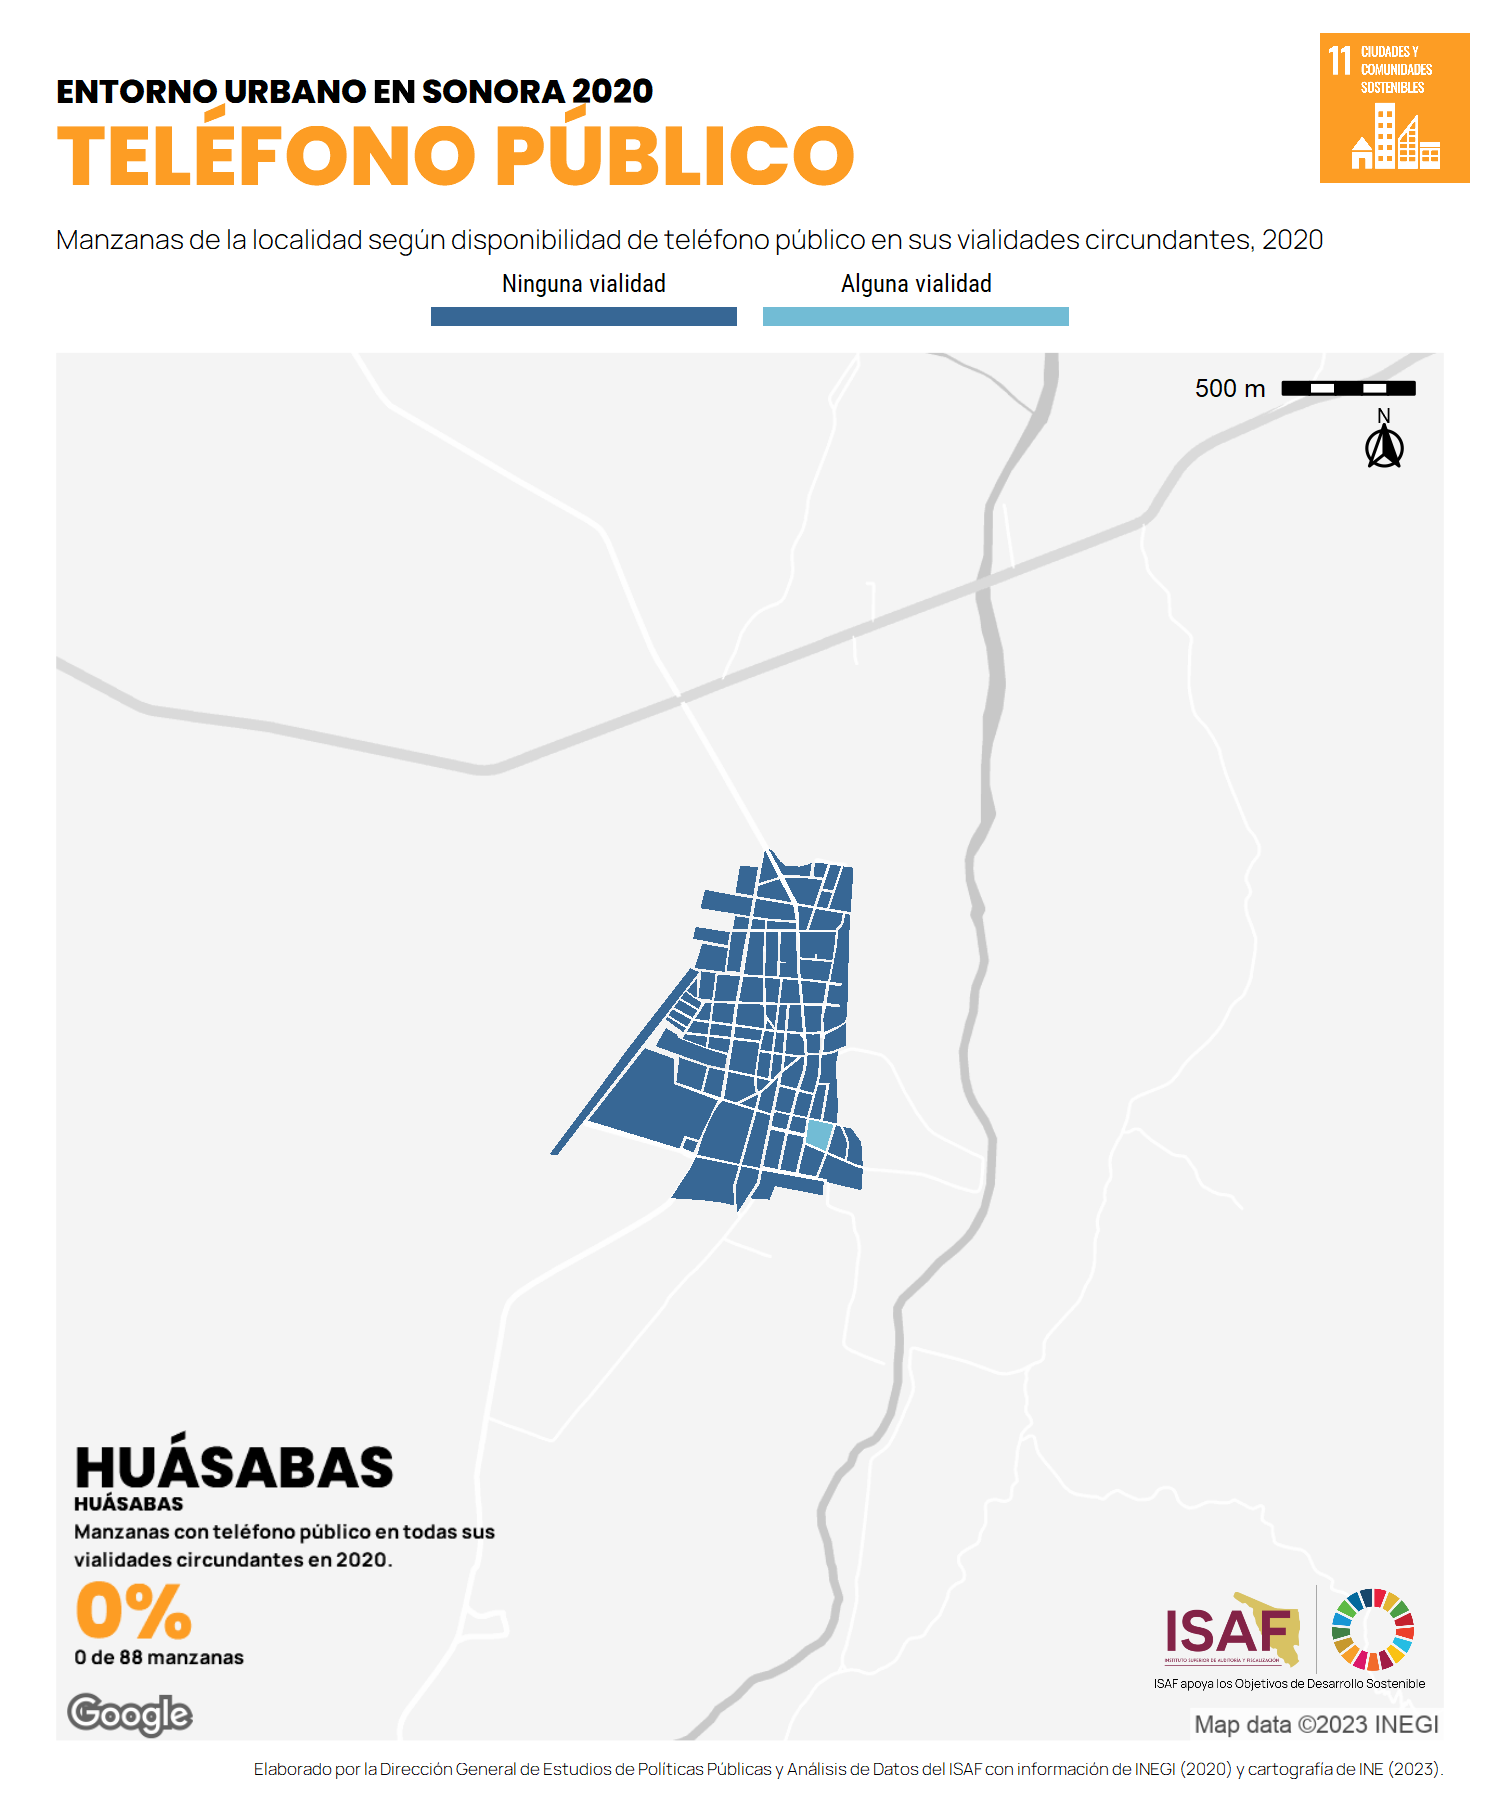 11 CIUDADES Y
COMUNIDADES
SOSTENIBLES
ENTORNO URBANO EN SONORA 2020
TELÉFONO PÚBLICO
Manzanas de la localidad según disponibilidad de teléfono público en sus vialidades circundantes, 2020
Ninguna vialidad
Alguna vialidad
500 m
N
HUÁSABAS
HUÁSABAS
Manzanas con teléfono público en todas sus
vialidades circundantes en 2020.
0%
0 de 88 manzanas
Google
ISAF
INSTITUTO SUPERIOR DE AUDITORÍA Y FISCALIZACIÓN
ISAF apoya los Objetivos de Desarrollo Sostenible
Map data ©2023 INEGI
Elaborado por la Dirección General de Estudios de Políticas Públicas y Análisis de Datos del ISAF con información de INEGI (2020) y cartografía de INE (2023).